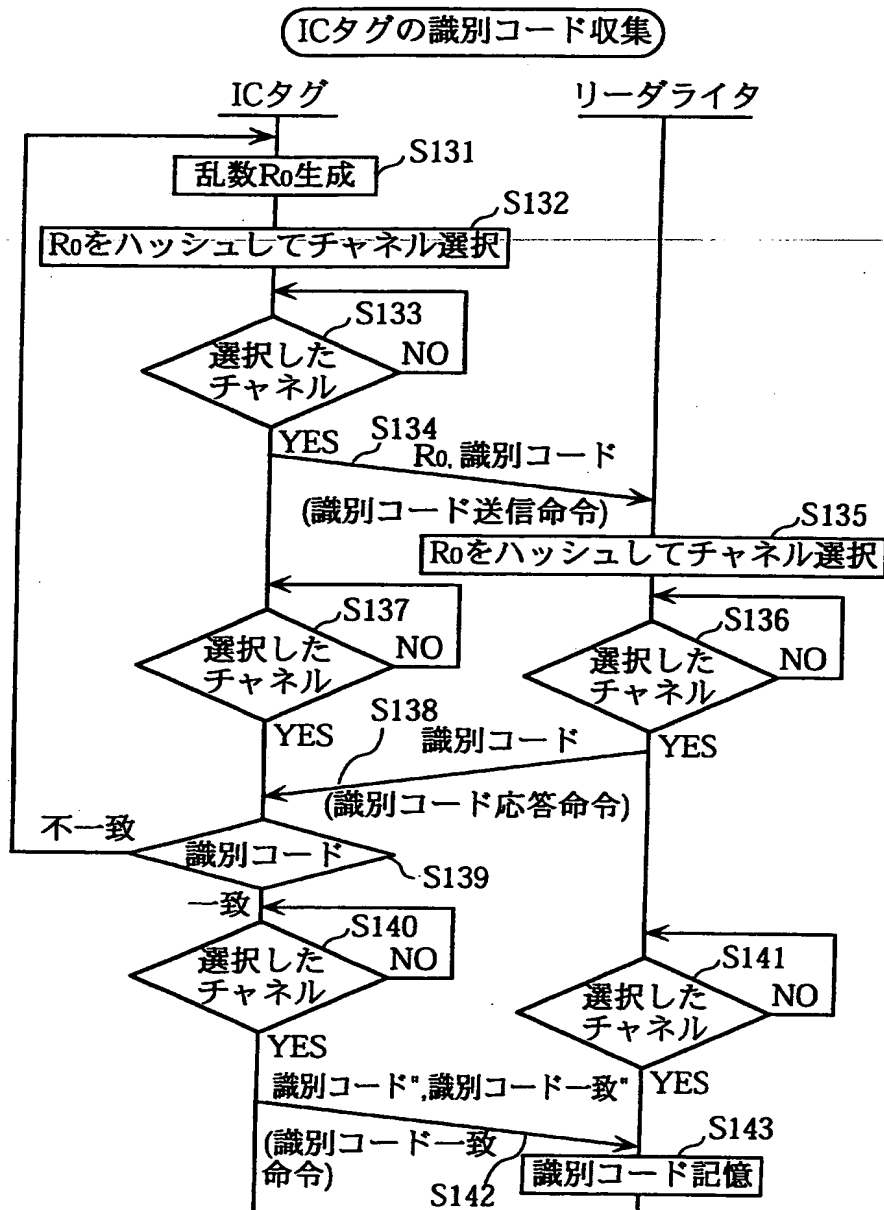 ICタグの識別コード収集
ICタグ
リーダライタ
S131
乱数R0生成
S132
R0をハッシュしてチャネル選択
S133
選択した
チャネル
NO
YES
S134
R0, 識別コード
(識別コード送信命令)
S135
R0をハッシュしてチャネル選択
S137
選択した
チャネル
NO
YES
S136
選択した
チャネル
NO
YES
S138
識別コード
(識別コード応答命令)
不一致
識別コード
S139
一致
S140
選択した
チャネル
NO
YES
S141
選択した
チャネル
NO
YES
識別コード",識別コード一致"
(識別コード一致
命令)
S142
S143
識別コード記憶